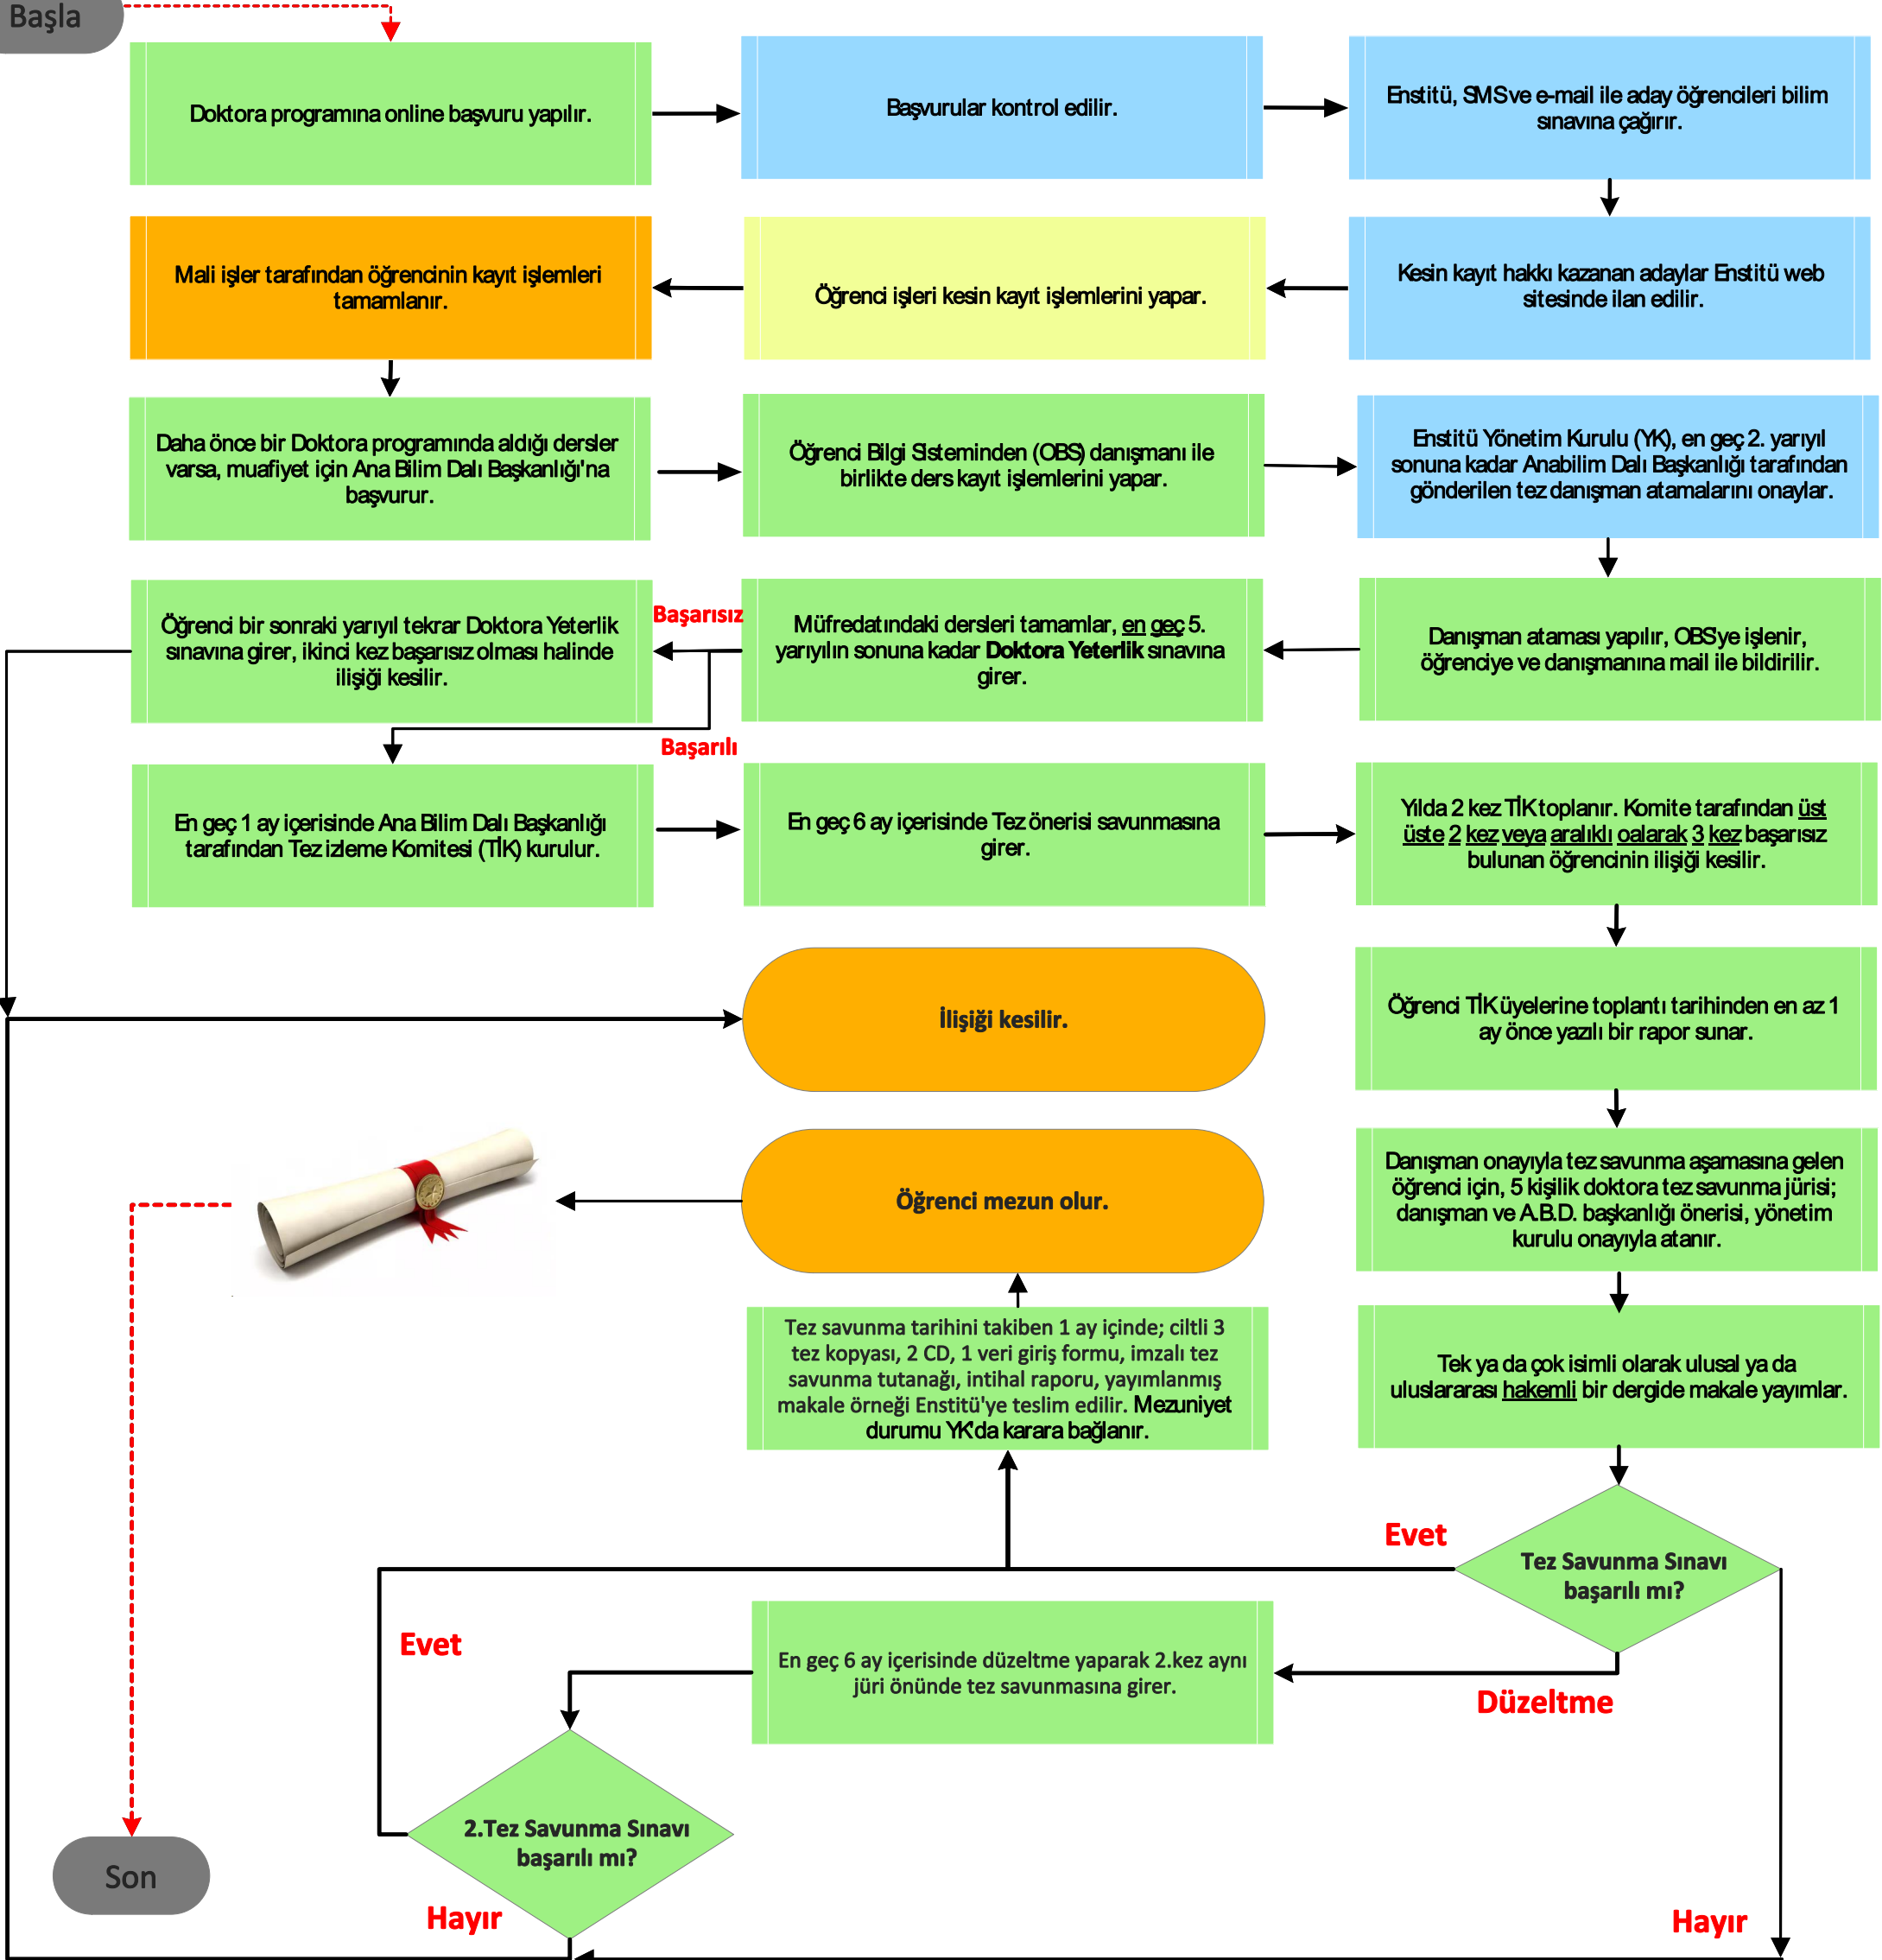 Başla
Doktora programına online başvuru yapılır.
Başvurular kontrol edilir.
Enstitü, SMS ve e-mail ile aday öğrencileri bilim
sınavına çağırır.
Mali işler tarafından öğrencinin kayıt işlemleri
tamamlanır.
Öğrenci işleri kesin kayıt işlemlerini yapar.
Kesin kayıt hakkı kazanan adaylar Enstitü web
sitesinde ilan edilir.
Daha önce bir Doktora programında aldığı dersler
varsa, muafiyet için Ana Bilim Dalı Başkanlığı'na
başvurur.
Öğrenci Bilgi Sisteminden (OBS) danışmanı ile
birlikte ders kayıt işlemlerini yapar.
Enstitü Yönetim Kurulu (YK), en geç 2. yarıyıl
sonuna kadar Anabilim Dalı Başkanlığı tarafından
gönderilen tez danışman atamalarını onaylar.
Öğrenci bir sonraki yarıyıl tekrar Doktora Yeterlik
sınavına girer, ikinci kez başarısız olması halinde
ilişiği kesilir.
Başarısız
Müfredatındaki dersleri tamamlar, en geç 5.
yarıyılın sonuna kadar Doktora Yeterlik sınavına
girer.
Danışman ataması yapılır, OBS'ye işlenir,
öğrenciye ve danışmanına mail ile bildirilir.
Başarılı
En geç 1 ay içerisinde Ana Bilim Dalı Başkanlığı
tarafından Tez izleme Komitesi (TİK) kurulur.
En geç 6 ay içerisinde Tez önerisi savunmasına
girer.
Yılda 2 kez TİK toplanır. Komite tarafından üst
üste 2 kez veya aralıklı oalarak 3 kez başarısız
bulunan öğrencinin ilişiği kesilir.
İlişiği kesilir.
Öğrenci TİK üyelerine toplantı tarihinden en az 1
ay önce yazılı bir rapor sunar.
Öğrenci mezun olur.
Danışman onayıyla tez savunma aşamasına gelen
öğrenci için, 5 kişilik doktora tez savunma jürisi;
danışman ve A.B.D. başkanlığı önerisi, yönetim
kurulu onayıyla atanır.
Tez savunma tarihini takiben 1 ay içinde; ciltli 3
tez kopyası, 2 CD, 1 veri giriş formu, imzalı tez
savunma tutanağı, intihal raporu, yayımlanmış
makale örneği Enstitü'ye teslim edilir. Mezuniyet
durumu YK'da karara bağlanır.
Tek ya da çok isimli olarak ulusal ya da
uluslararası hakemli bir dergide makale yayımlar.
Evet
Tez Savunma Sınavı
başarılı mı?
Evet
En geç 6 ay içerisinde düzeltme yaparak 2.kez aynı
jüri önünde tez savunmasına girer.
Düzeltme
2.Tez Savunma Sınavı
başarılı mı?
Son
Hayır
Hayır